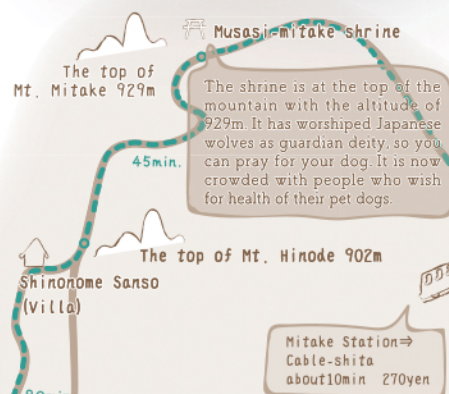 Musasi-mitake shrine
The top of
Mt. Mitake 929m
The shrine is at the top of the
mountain with the altitude of
929m. It has worshiped Japanese
wolves as guardian deity, so you
can pray for your dog. It is now
crowded with people who wish
for health of their pet dogs.
45min.
The top of Mt. Hinode 902m
Shinonome Sanso
(Villa)
Mitake Station⇒
Cable-shita
about10min 270yen